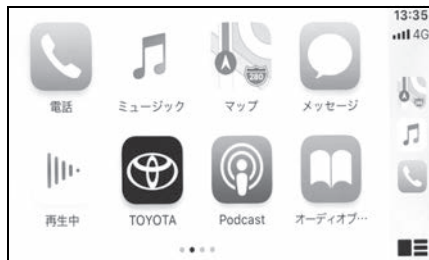 13:35
4G
280
電話
ミュージック
マップ
メッセージ
再生中
TOYOTA
Podcast
オーディオブ…